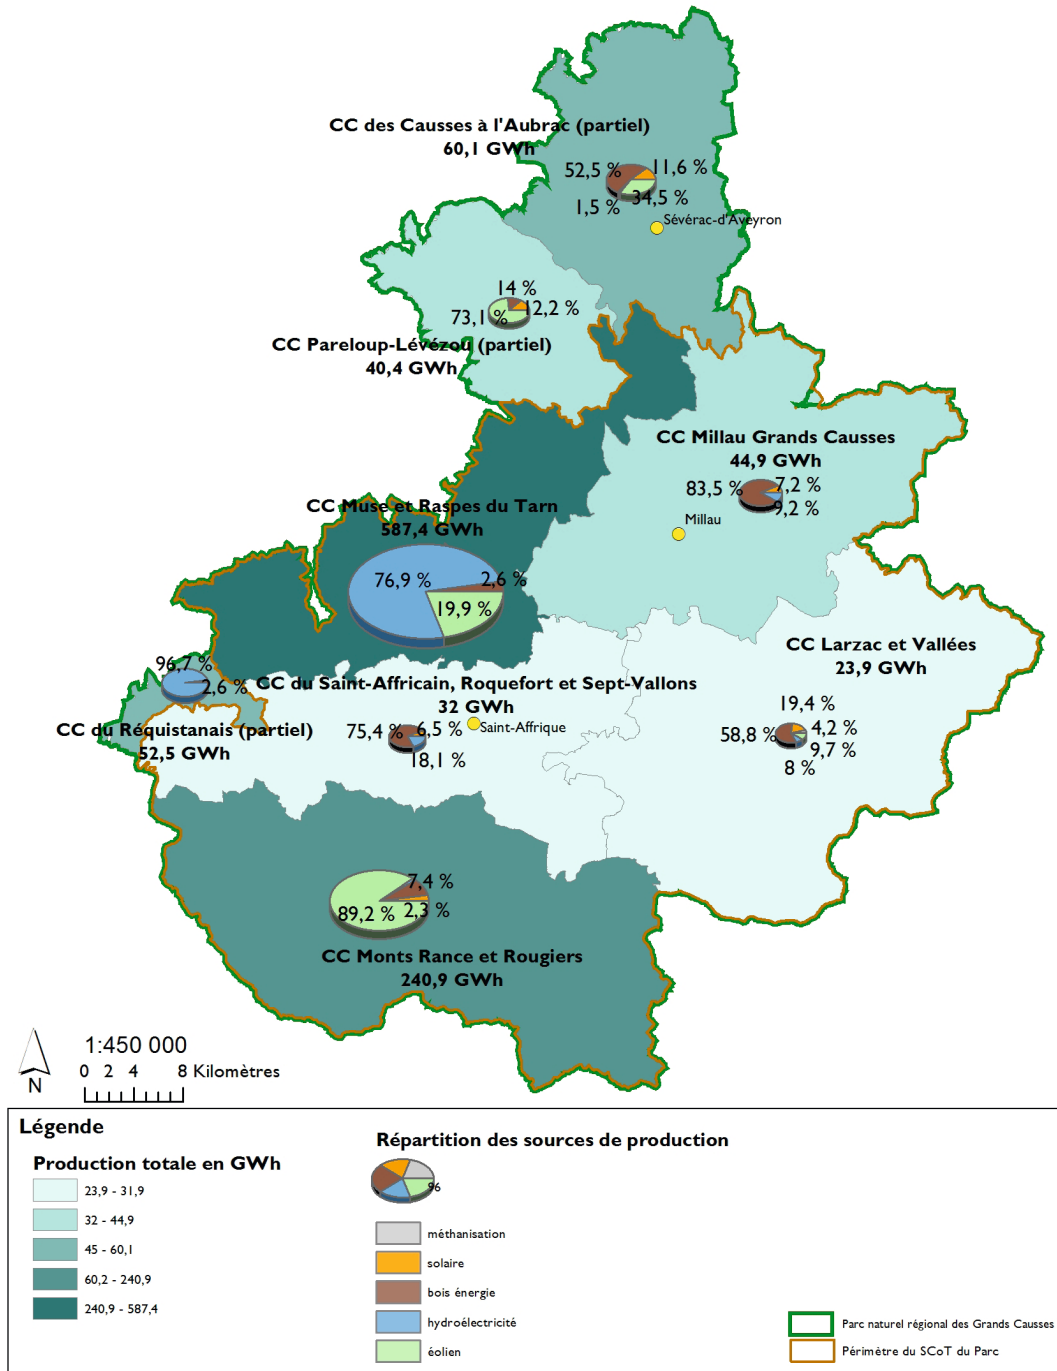 CC des Causses à l'Aubrac (partiel)
60,1 GWh
52,5 %
11,6 %
1,5 %
34,5 %
Sévérac-d'Aveyron
14 %
12,2 %
73,1 %
CC Pareloup-Lévézou (partiel)
40,4 GWh
CC Millau Grands Causses
44,9 GWh
83,5 %
7,2 %
9,2 %
Millau
CC Muse et Raspes du Tarn
587,4 GWh
76,9 %
2,6 %
19,9 %
CC Larzac et Vallées
23,9 GWh
19,4 %
4,2 %
58,8 %
9,7 %
8 %
96,7 %
2,6 %
CC du Réquistanais (partiel)
52,5 GWh
CC du Saint-Affricain, Roquefort et Sept-Vallons
32 GWh
75,4 %
6,5 %
Saint-Affrique
18,1 %
7,4 %
89,2 %
2,3 %
CC Monts Rance et Rougiers
240,9 GWh
N
1:450 000
0 2 4 8 Kilomètres
Légende
Production totale en GWh
23,9 - 31,9
32 - 44,9
45 - 60,1
60,2 - 240,9
240,9 - 587,4
Répartition des sources de production
%
méthanisation
solaire
bois énergie
hydroélectricité
éolien
Parc naturel régional des Grands Causses
Périmètre du SCoT du Parc